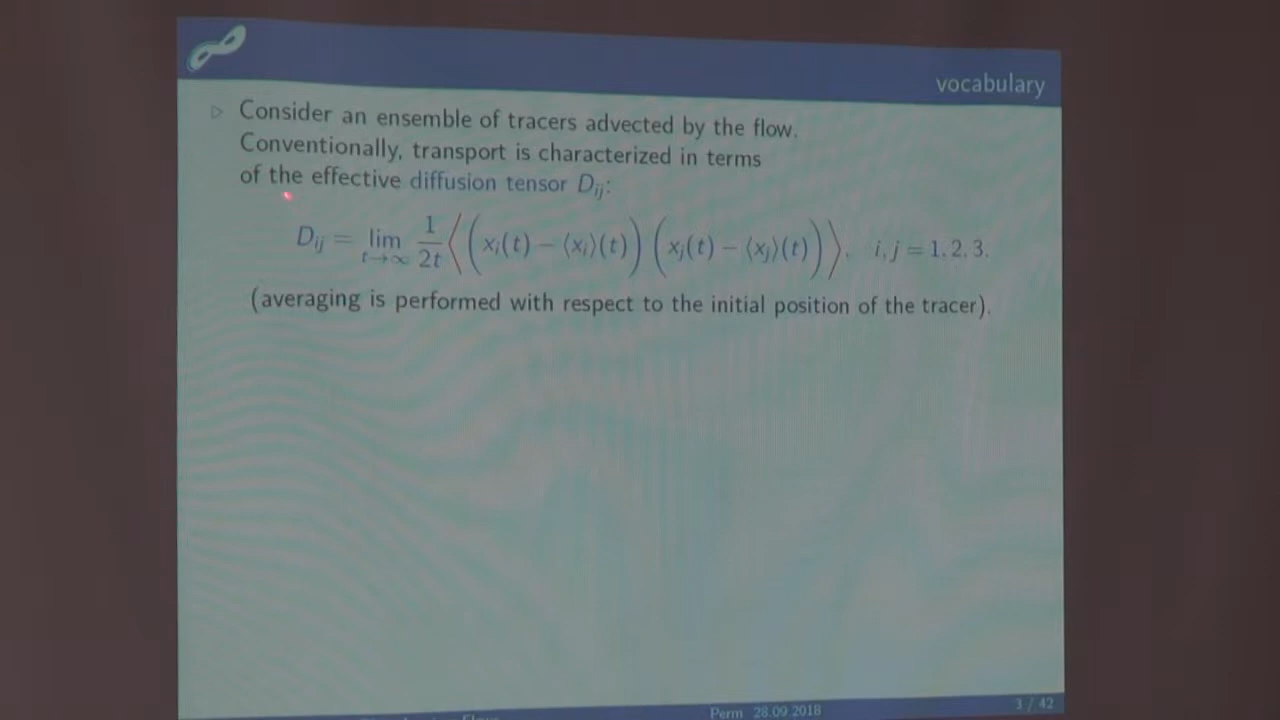 vocabulary
▷ Consider an ensemble of tracers advected by the flow.
Conventionally, transport is characterized in terms
of the effective diffusion tensor D_ij:
D_ij = lim_{t→∞} 1/2t ⟨(x_i(t) − ⟨x_i⟩(t)) (x_j(t) − ⟨x_j⟩(t))⟩, i, j = 1, 2, 3.
(averaging is performed with respect to the initial position of the tracer).
Perm 28.09.2018
3 / 42